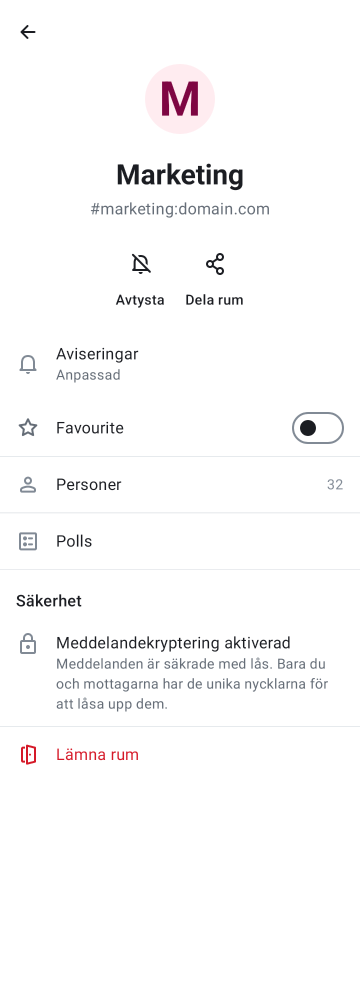 M
Marketing
#marketing:domain.com
Avtysta
Dela rum
Aviseringar
Anpassad
Favourite
Personer
32
Polls
Säkerhet
Meddelandekryptering aktiverad
Meddelanden är säkrade med lås. Bara du
och mottagarna har de unika nycklarna för
att låsa upp dem.
Lämna rum